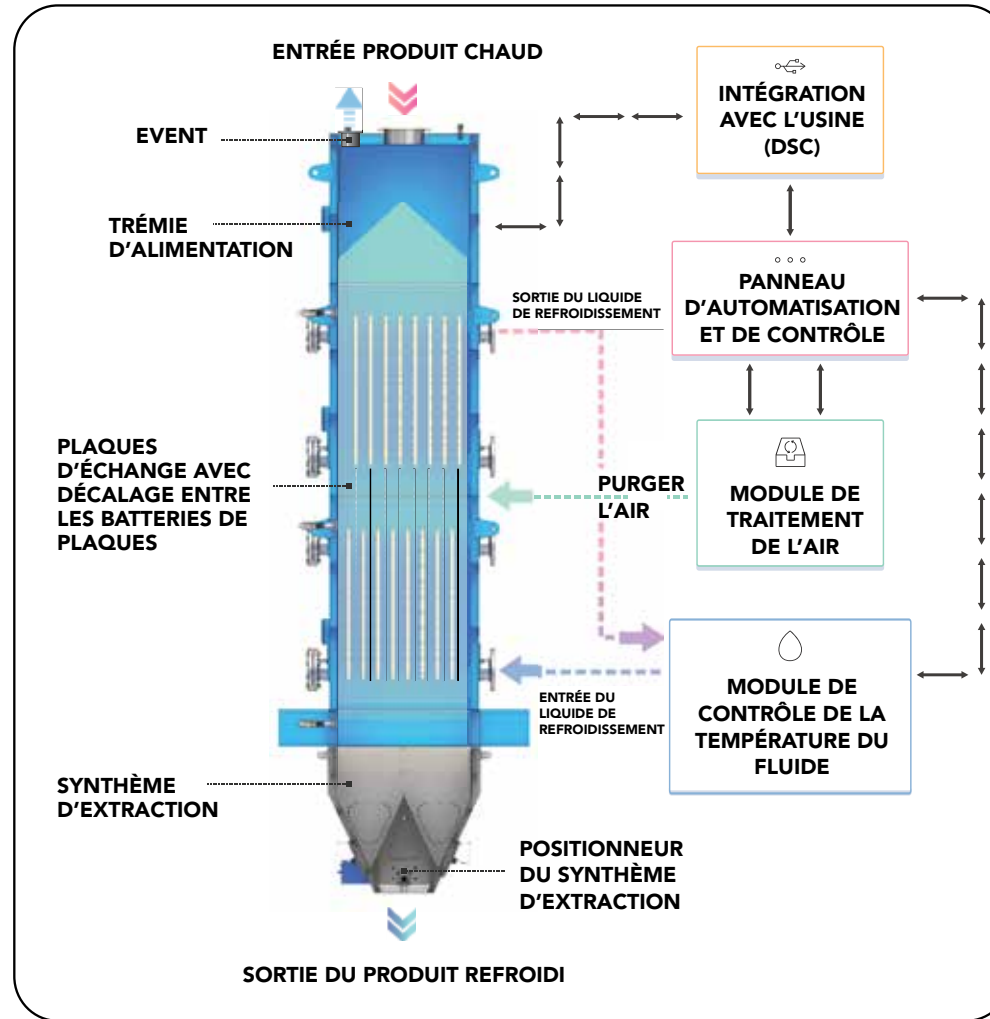 ENTRÉE PRODUIT CHAUD
EVENT
TRÉMIE
D'ALIMENTATION
PLAQUES
D'ÉCHANGE AVEC
DÉCALAGE ENTRE
LES BATTERIES DE
PLAQUES
SYNTHÈME
D'EXTRACTION
SORTIE DU LIQUIDE
DE REFROIDISSEMENT
PURGER
L'AIR
ENTRÉE DU
LIQUIDE DE
REFROIDISSEMENT
POSITIONNEUR
DU SYNTHÈME
D'EXTRACTION
SORTIE DU PRODUIT REFROIDI
INTÉGRATION
AVEC L'USINE
(DSC)
PANNEAU
D'AUTOMATISATION
ET DE CONTRÔLE
MODULE DE
TRAITEMENT
DE L'AIR
MODULE DE
CONTRÔLE DE LA
TEMPÉRATURE DU
FLUIDE